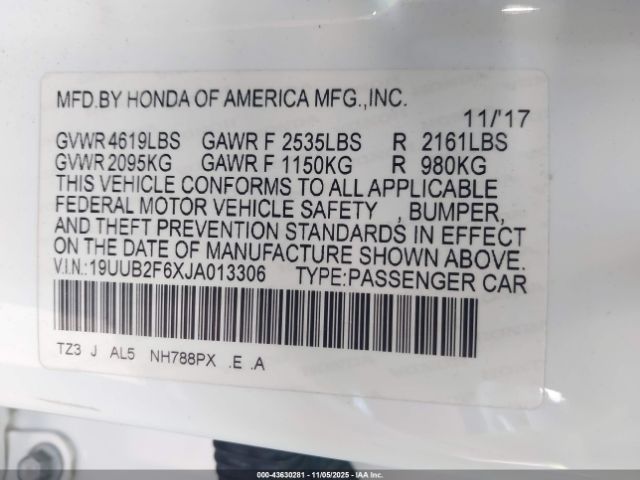 MFD.BY HONDA OF AMERICA MFG.,INC.
11/'17
GVWR 4619LBS GAWR F 2535LBS R 2161LBS
GVWR 2095KG GAWR F 1150KG R 980KG
THIS VEHICLE CONFORMS TO ALL APPLICABLE
FEDERAL MOTOR VEHICLE SAFETY , BUMPER,
AND THEFT PREVENTION STANDARDS IN EFFECT
ON THE DATE OF MANUFACTURE SHOWN ABOVE.
V.I.N.:19UUB2F6XJA013306 TYPE:PASSENGER CAR
TZ3 J AL5 NH788PX .E .A
000-43630281 - 11/05/2025 - IAA Inc.